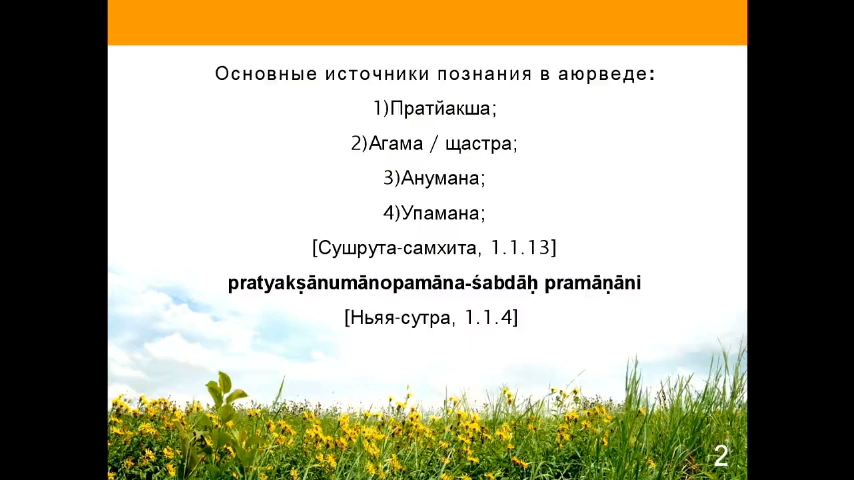 Основные источники познания в аюрведе:
1)Пратйакша;
2)Агама / щастра;
3)Анумана;
4)Упамана;
[Сушрута-самхита, 1.1.13]
pratyakṣānumānopamāna-śabdāḥ pramāṇāni
[Ньяя-сутра, 1.1.4]
2